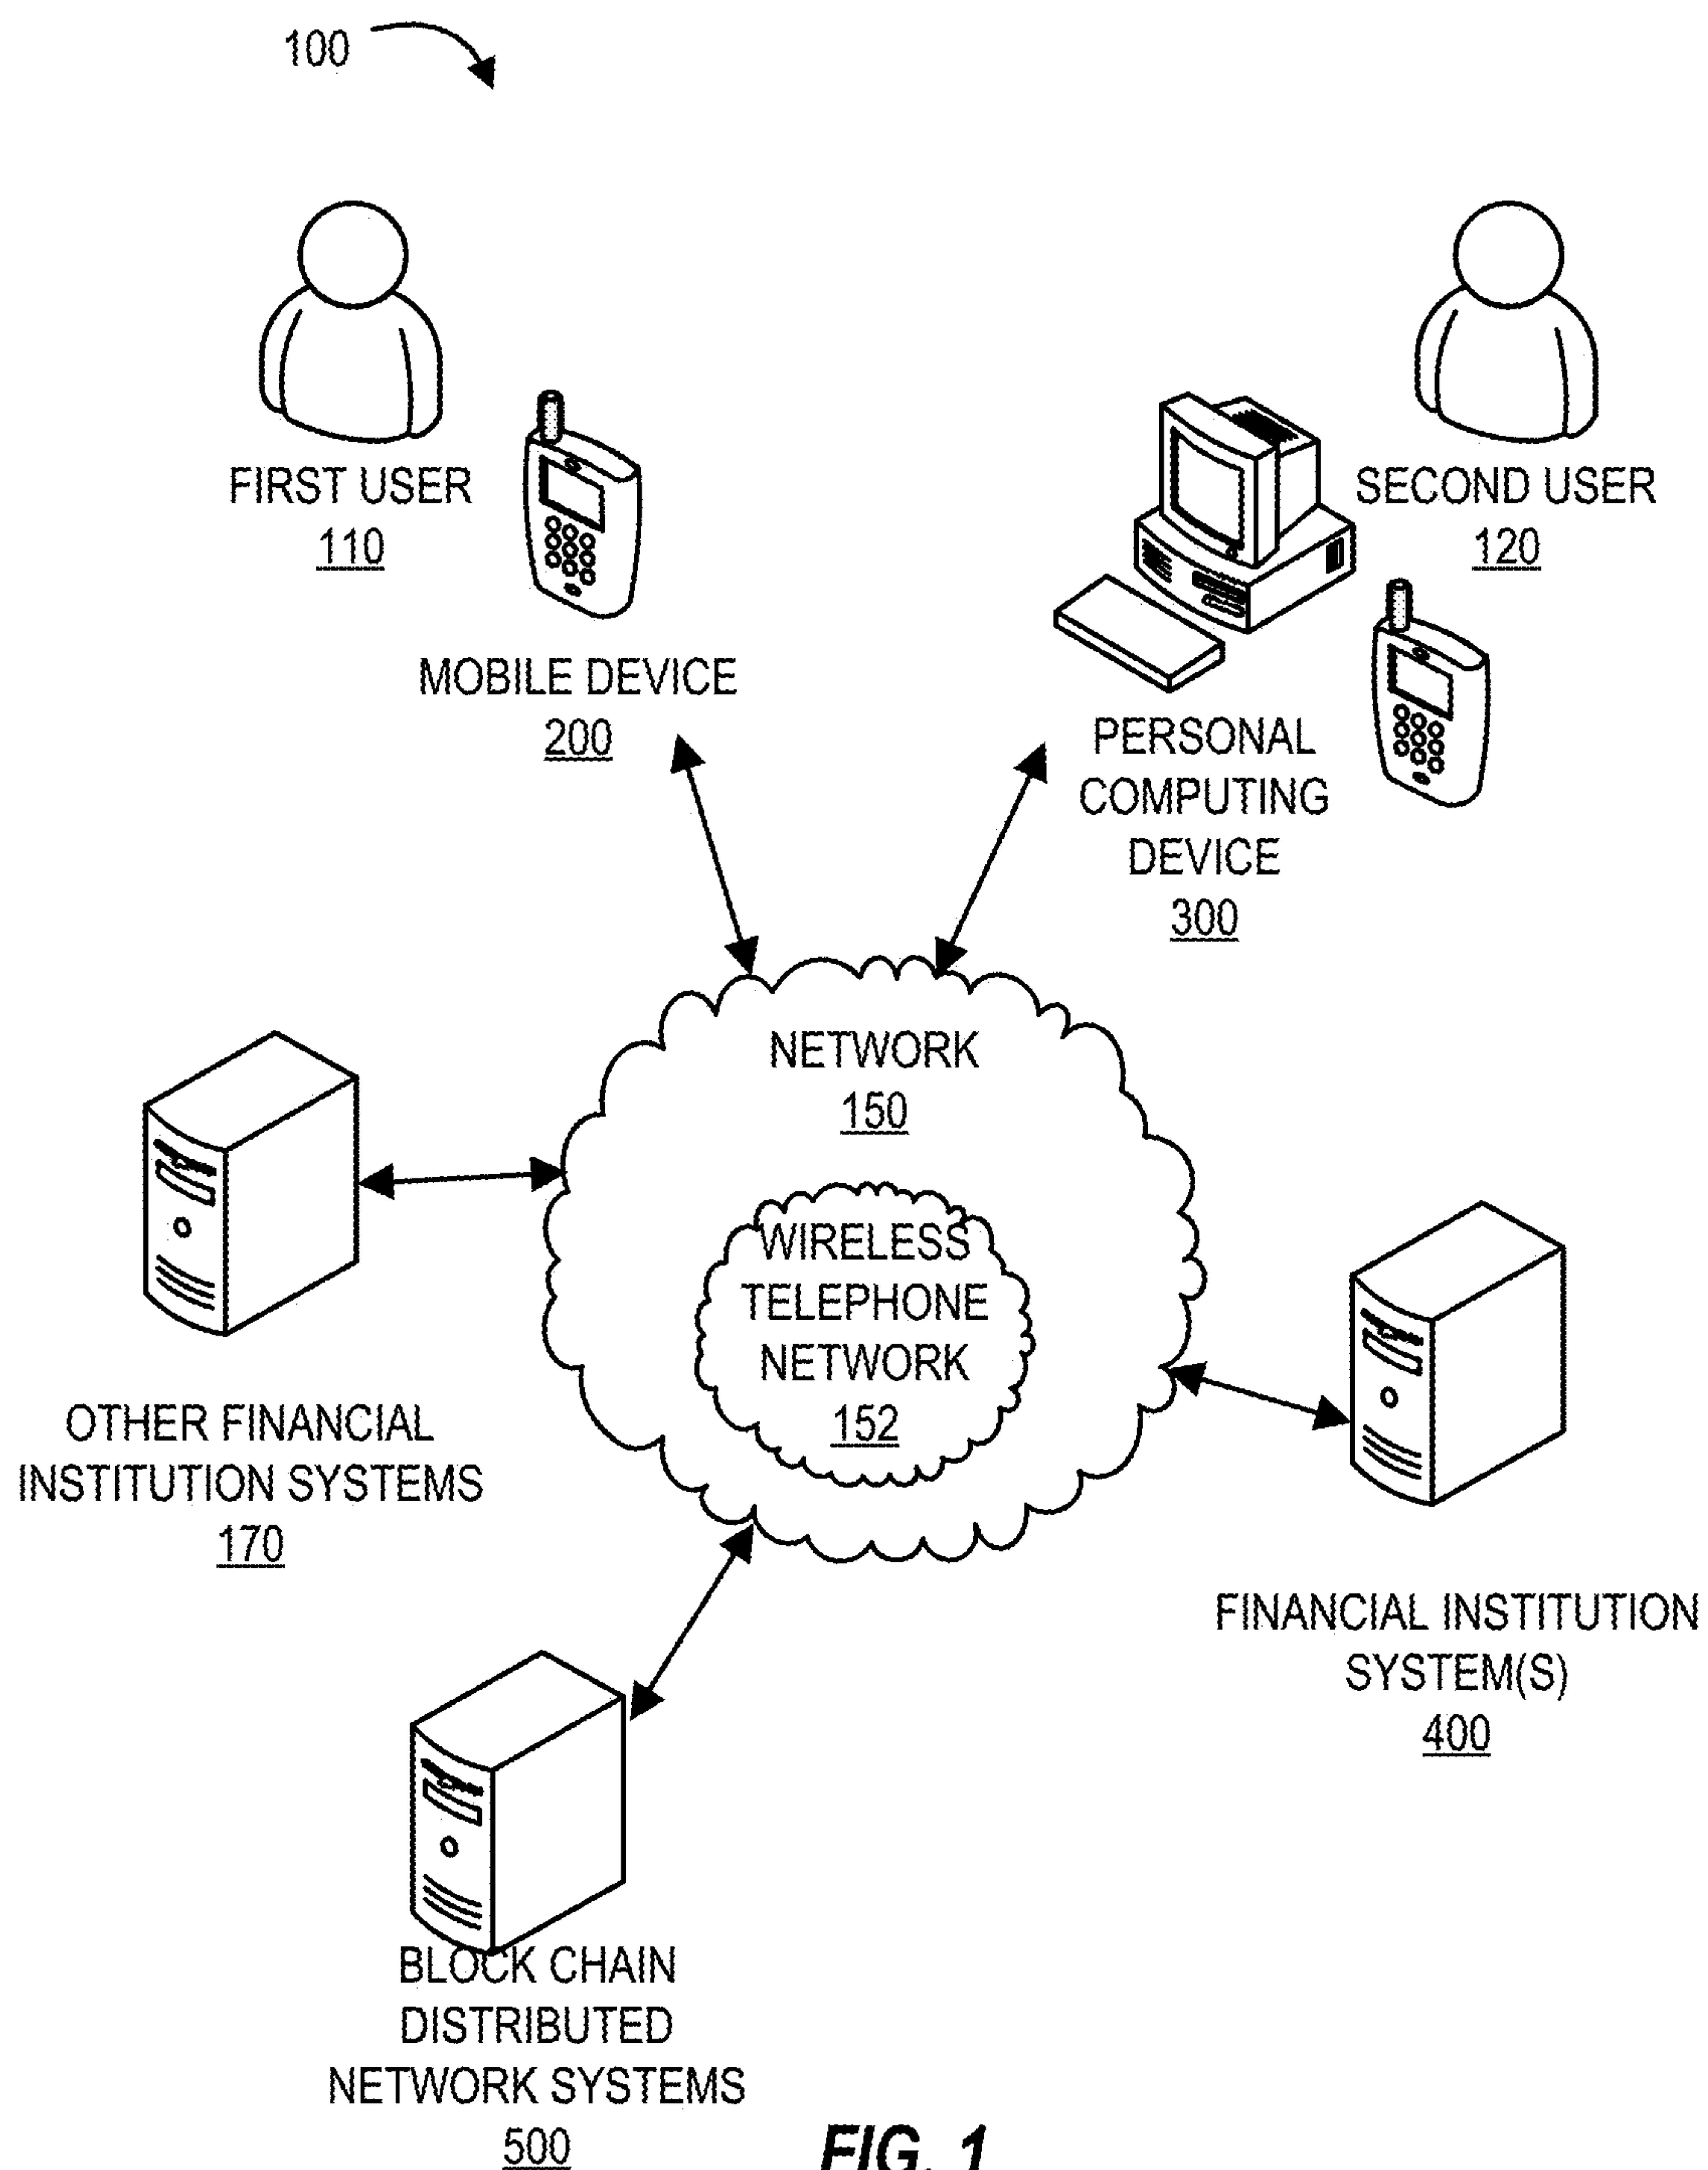 100
FIRST USER
110
SECOND USER
120
MOBILE DEVICE
200
PERSONAL
COMPUTING
DEVICE
300
NETWORK
150
WIRELESS
TELEPHONE
NETWORK
152
OTHER FINANCIAL
INSTITUTION SYSTEMS
170
FINANCIAL INSTITUTION
SYSTEM(S)
400
BLOCK CHAIN
DISTRIBUTED
NETWORK SYSTEMS
500
FIG. 1